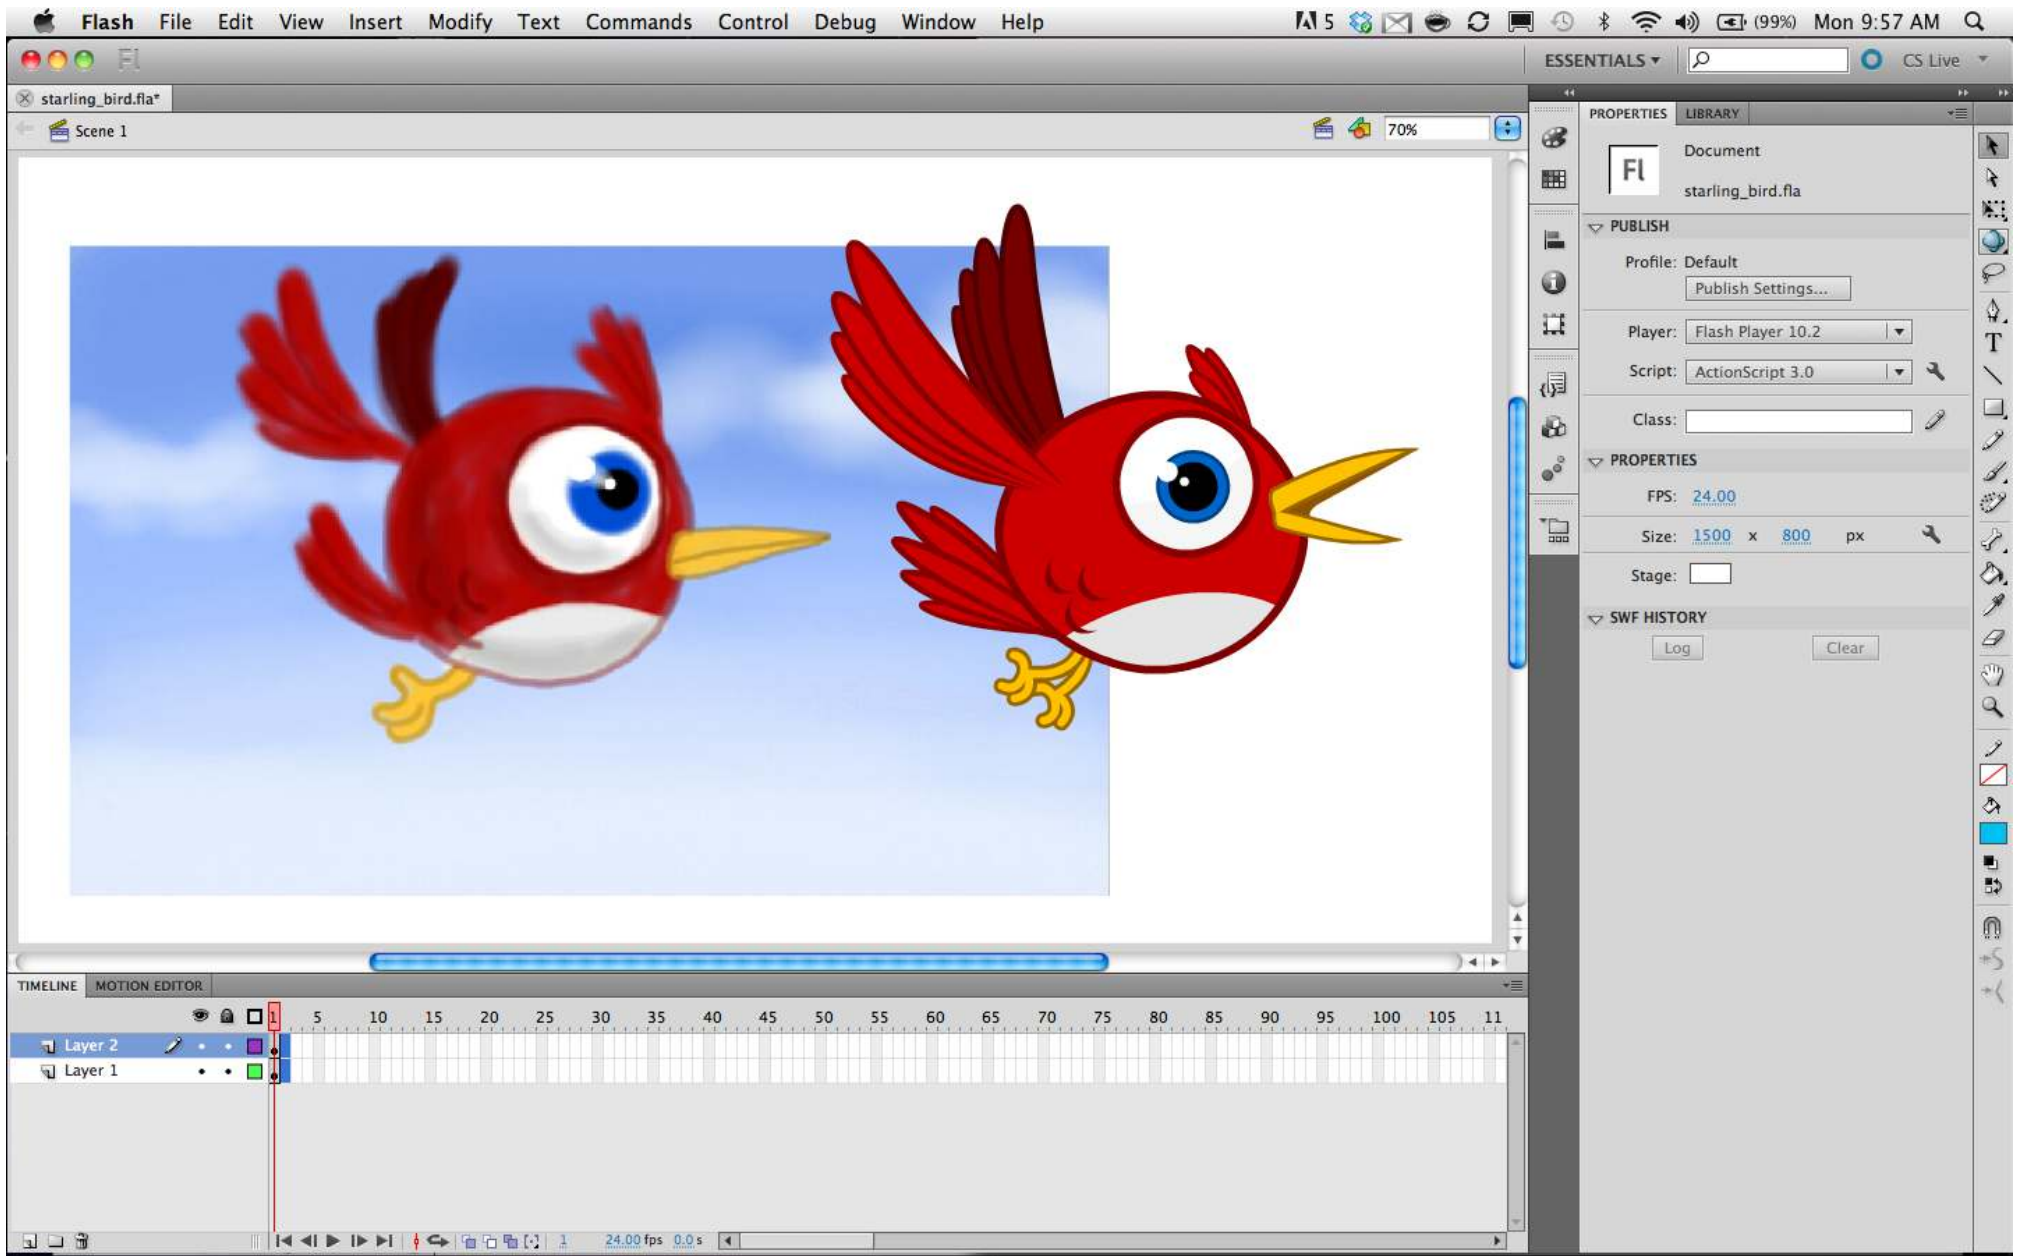 Flash File Edit View Insert Modify Text Commands Control Debug Window Help 5 (99%) Mon 9:57 AM
Fl ESSENTIALS CS Live
starling_bird.fla*
Scene 1 70%
PROPERTIES LIBRARY
Fl
Document
starling_bird.fla
PUBLISH
Profile: Default
Publish Settings...
Player: Flash Player 10.2
Script: ActionScript 3.0
Class:
PROPERTIES
FPS: 24.00
Size: 1500 x 800 px
Stage:
SWF HISTORY
Log Clear
T
TIMELINE MOTION EDITOR
1 5 10 15 20 25 30 35 40 45 50 55 60 65 70 75 80 85 90 95 100 105 11
Layer 2
Layer 1
1 24.00 fps 0.0 s